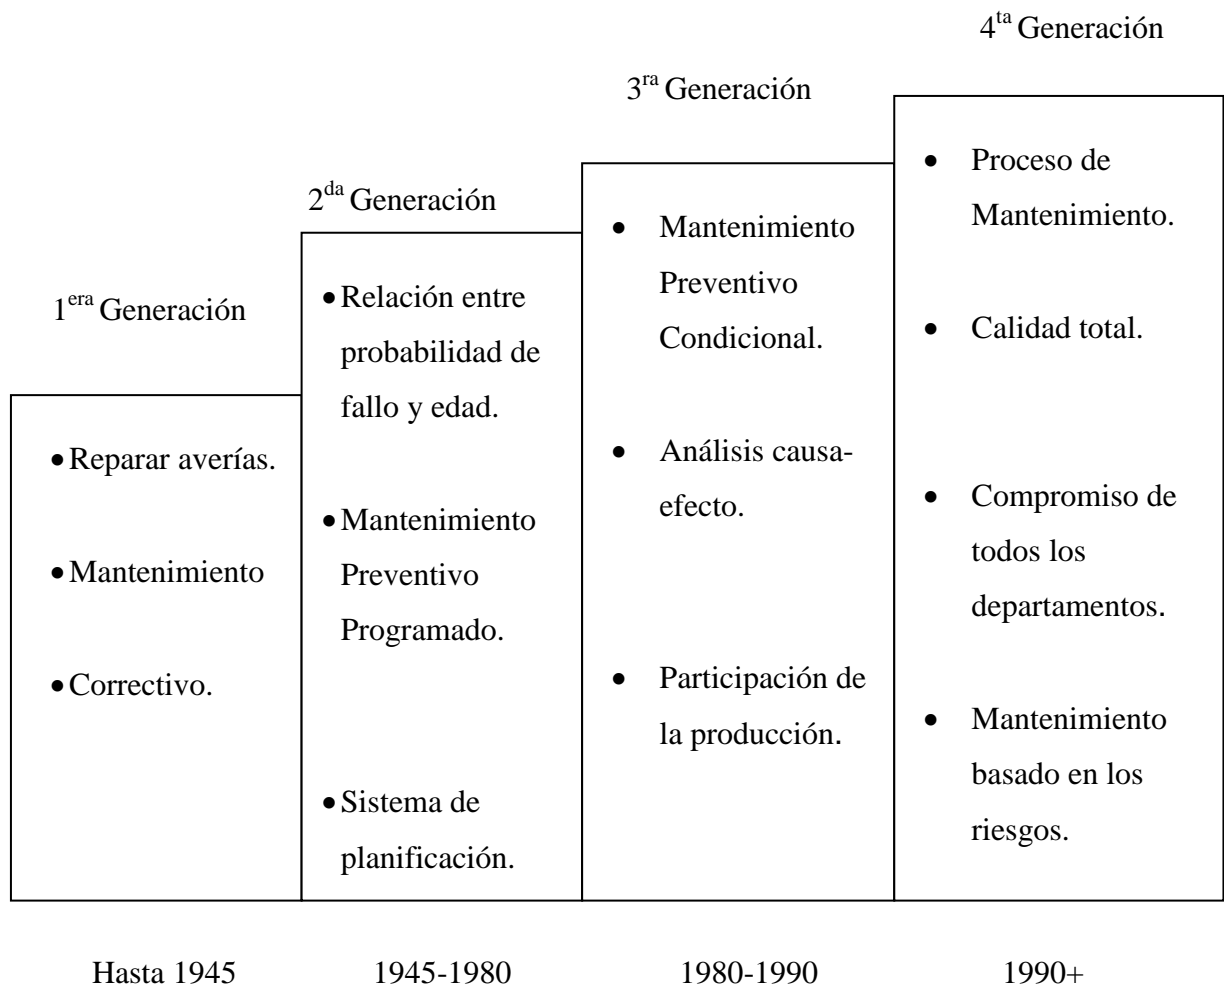 1era Generación
• Reparar averías.
• Mantenimiento
• Correctivo.
Hasta 1945
2da Generación
• Relación entre
probabilidad de
fallo y edad.
• Mantenimiento
Preventivo
Programado.
• Sistema de
planificación.
1945-1980
3ra Generación
• Mantenimiento
Preventivo
Condicional.
• Análisis causa-
efecto.
• Participación de
la producción.
1980-1990
4ta Generación
• Proceso de
Mantenimiento.
• Calidad total.
• Compromiso de
todos los
departamentos.
• Mantenimiento
basado en los
riesgos.
1990+